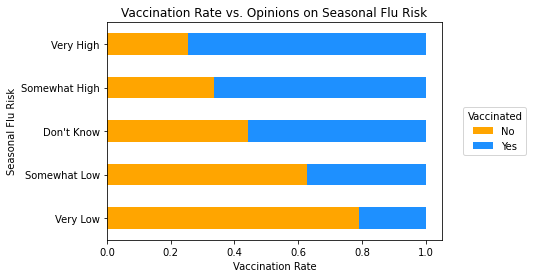 Vaccination Rate vs. Opinions on Seasonal Flu Risk
Seasonal Flu Risk
Very High
Somewhat High
Don't Know
Somewhat Low
Very Low
0.0 0.2 0.4 0.6 0.8 1.0
Vaccination Rate
Vaccinated
No
Yes